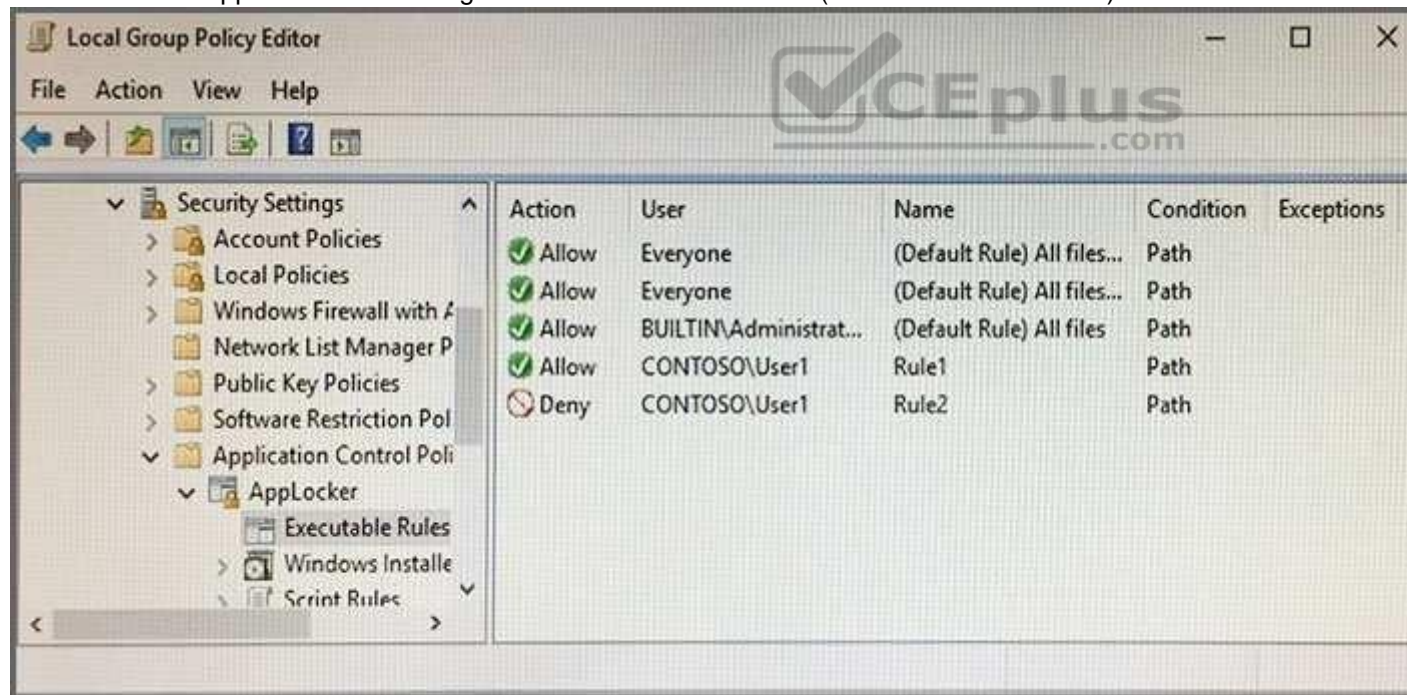 Local Group Policy Editor
File Action View Help
CEplus
.com
Security Settings
Account Policies
Local Policies
Windows Firewall with A
Network List Manager P
Public Key Policies
Software Restriction Pol
Application Control Poli
AppLocker
Executable Rules
Windows Installe
Script Rules
Action User Name Condition Exceptions
Allow Everyone (Default Rule) All files... Path
Allow Everyone (Default Rule) All files... Path
Allow BUILTIN\Administrat... (Default Rule) All files Path
Allow CONTOSO\User1 Rule1 Path
Deny CONTOSO\User1 Rule2 Path